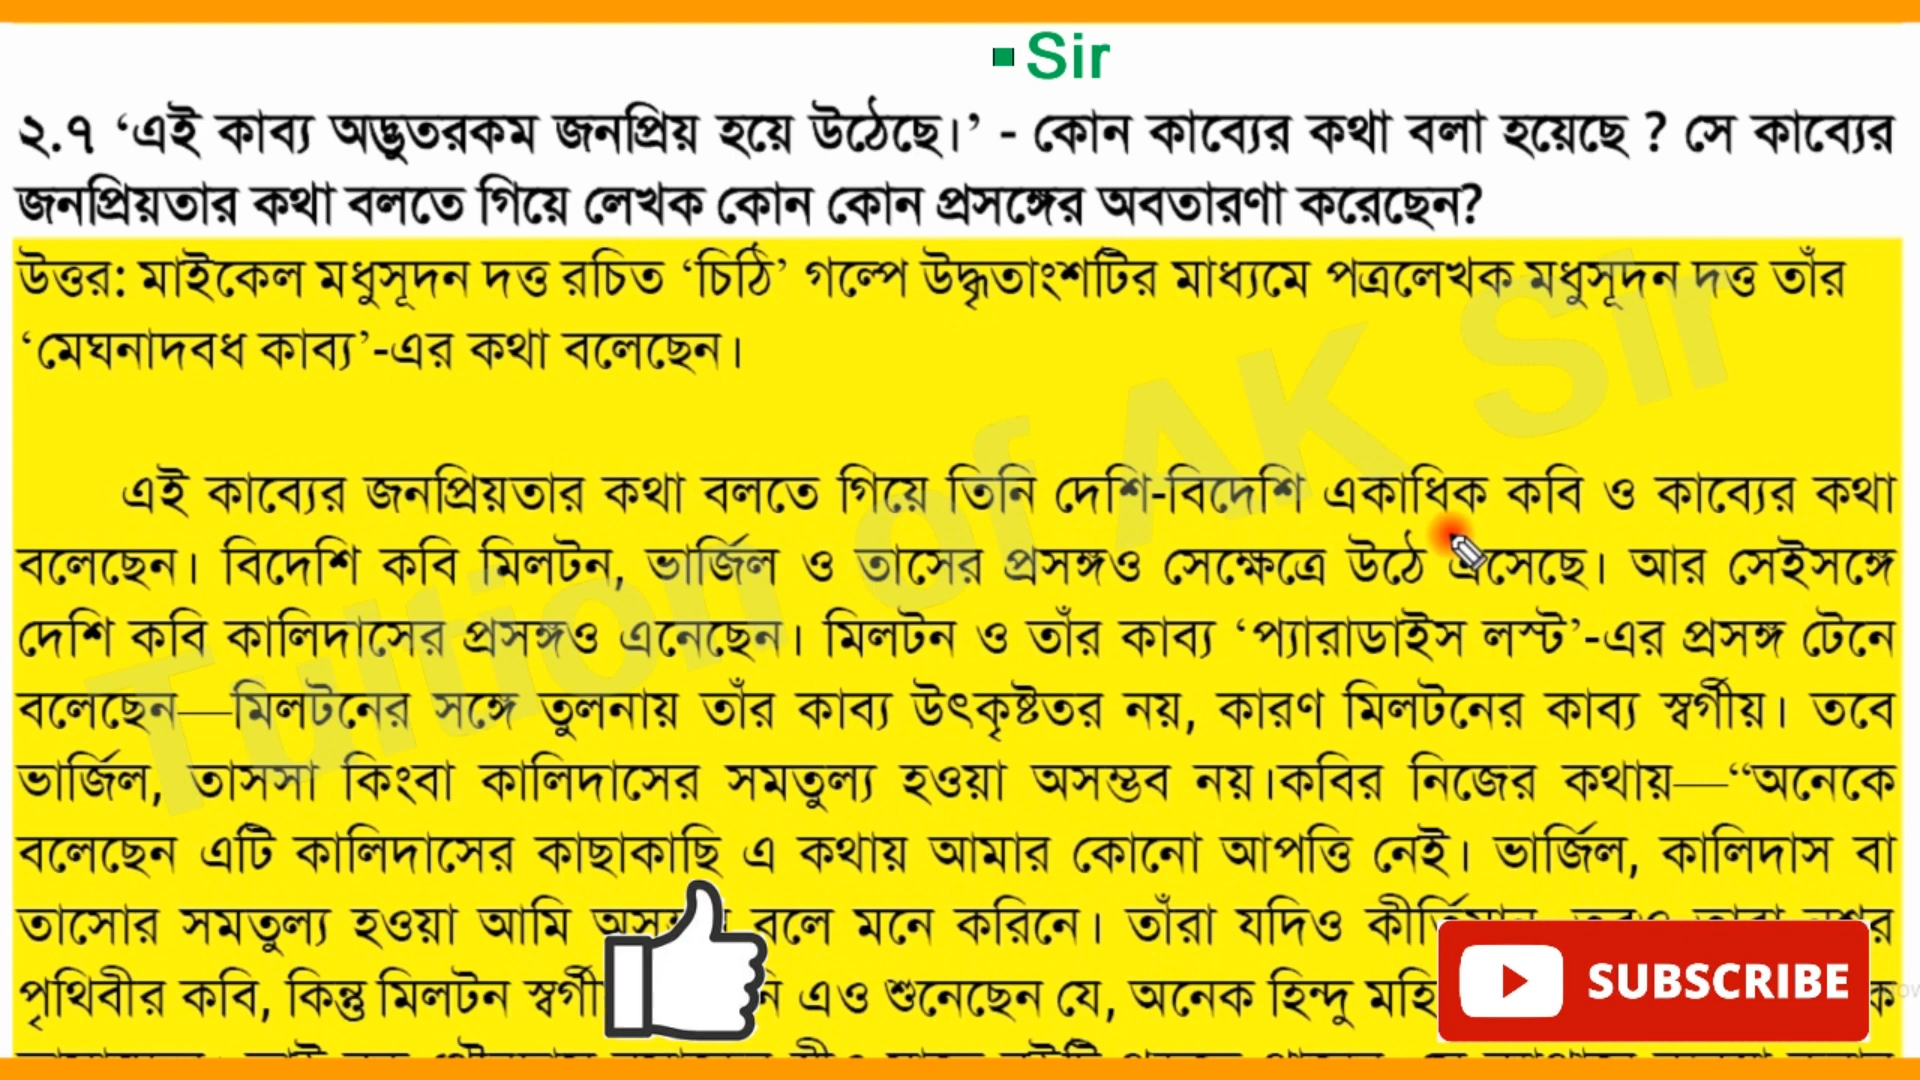 Sir
২.৭ ‘এই কাব্য অদ্ভুতরকম জনপ্রিয় হয়ে উঠেছে।’ - কোন কাব্যের কথা বলা হয়েছে ? সে কাব্যের
জনপ্রিয়তার কথা বলতে গিয়ে লেখক কোন কোন প্রসঙ্গের অবতারণা করেছেন?
উত্তর: মাইকেল মধুসূদন দত্ত রচিত ‘চিঠি’ গল্পে উদ্ধৃতাংশটির মাধ্যমে পত্রলেখক মধুসূদন দত্ত তাঁর
‘মেঘনাদবধ কাব্য’-এর কথা বলেছেন।
এই কাব্যের জনপ্রিয়তার কথা বলতে গিয়ে তিনি দেশি-বিদেশি একাধিক কবি ও কাব্যের কথা
বলেছেন। বিদেশি কবি মিলটন, ভার্জিল ও তাসের প্রসঙ্গও সেক্ষেত্রে উঠে এসেছে। আর সেইসঙ্গে
দেশি কবি কালিদাসের প্রসঙ্গও এনেছেন। মিলটন ও তাঁর কাব্য ‘প্যারাডাইস লস্ট’-এর প্রসঙ্গ টেনে
বলেছেন—মিলটনের সঙ্গে তুলনায় তাঁর কাব্য উৎকৃষ্টতর নয়, কারণ মিলটনের কাব্য স্বর্গীয়। তবে
ভার্জিল, তাসসা কিংবা কালিদাসের সমতুল্য হওয়া অসম্ভব নয়।কবির নিজের কথায়—“অনেকে
বলেছেন এটি কালিদাসের কাছাকাছি এ কথায় আমার কোনো আপত্তি নেই। ভার্জিল, কালিদাস বা
তাসোর সমতুল্য হওয়া আমি বলে মনে করিনে। তাঁরা যদিও
পৃথিবীর কবি, কিন্তু মিলটন এও শুনেছেন যে, অনেক হিন্দু
SUBSCRIBE
Tuition of AK Sir